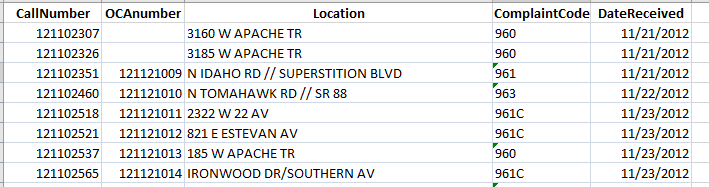 CallNumber OCAnumber Location ComplaintCode DateReceived
121102307 3160 W APACHE TR 960 11/21/2012
121102326 3185 W APACHE TR 960 11/21/2012
121102351 121121009 N IDAHO RD // SUPERSTITION BLVD 961 11/21/2012
121102460 121121010 N TOMAHAWK RD // SR 88 963 11/22/2012
121102518 121121011 2322 W 22 AV 961C 11/23/2012
121102521 121121012 821 E ESTEVAN AV 961C 11/23/2012
121102537 121121013 185 W APACHE TR 960 11/23/2012
121102565 121121014 IRONWOOD DR/SOUTHERN AV 961C 11/23/2012